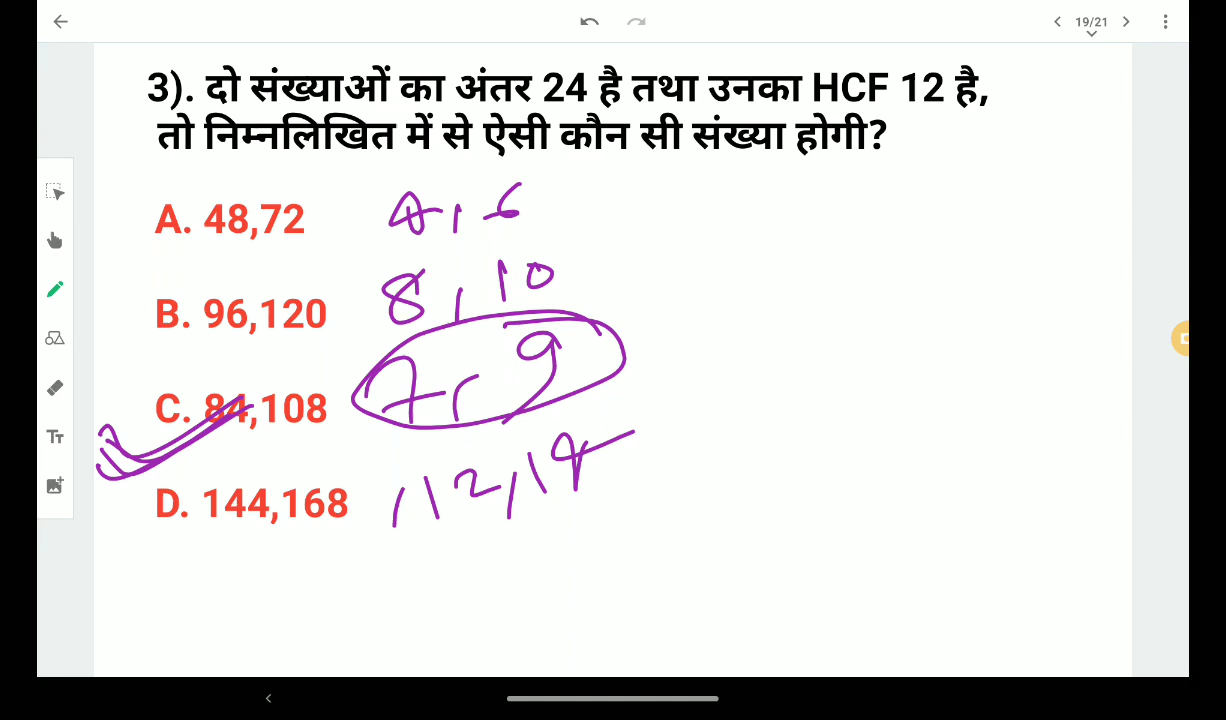 19/21
3). दो संख्याओं का अंतर 24 है तथा उनका HCF 12 है,
तो निम्नलिखित में से ऐसी कौन सी संख्या होगी?
A. 48,72 4,6
B. 96,120 8,10
C. 84,108 7,9
D. 144,168 12,14
Tт